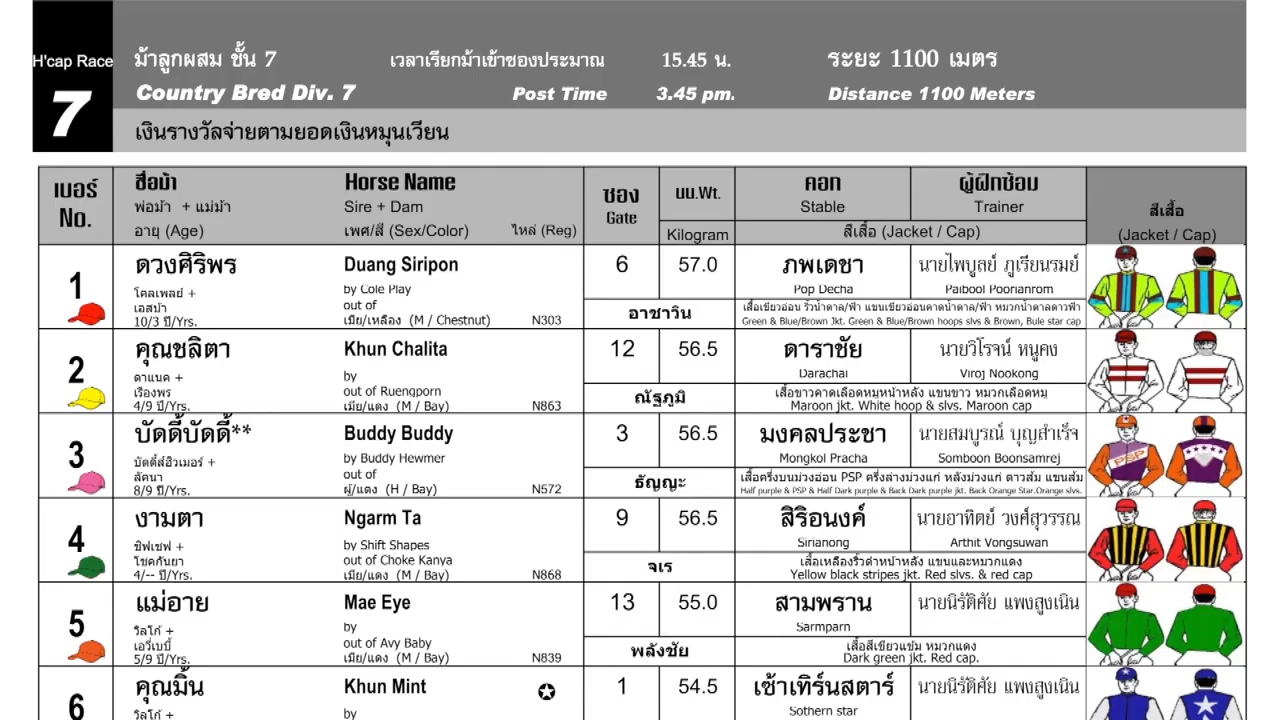 H'cap Race ม้าลูกผสม ชั้น 7 เวลาเรียกม้าเข้าซองประมาณ 15.45 น. ระยะ 1100 เมตร
7 Country Bred Div. 7 Post Time 3.45 pm. Distance 1100 Meters
เงินรางวัลจ่ายตามยอดเงินหมุนเวียน
เบอร์ ชื่อม้า Horse Name ซอง นน.Wt. คอก ผู้ฝึกซ้อม สีเสื้อ
No. พ่อม้า + แม่ม้า Sire + Dam Gate Stable Trainer
อายุ (Age) เพศ/สี (Sex/Color) ไหล่ (Reg) Kilogram สีเสื้อ (Jacket / Cap) (Jacket / Cap)
1 ดวงศิริพร Duang Siripon 6 57.0 ภพเดชา นายไพบูลย์ ภูเรียนรมย์
โคลเพลย์ + by Cole Play Pop Decha Paibool Poorianrom
เอสบ้า out of อาชาวิน เสื้อเขียวอ่อน ริ้วน้ำตาล/ฟ้า แขนเขียวอ่อนคาดน้ำตาล/ฟ้า หมวกน้ำตาลดาวฟ้า
10/3 ปี/Yrs. เมีย/เหลือง (M / Chestnut) N303 Green & Blue/Brown Jkt. Green & Blue/Brown hoops slvs & Brown, Bule star cap
2 คุณชลิตา Khun Chalita 12 56.5 ดาราชัย นายวิโรจน์ หนูคง
ดาแนค + by Darachai Viroj Nookong
เรืองพร out of Ruengporn ณัฐภูมิ เสื้อขาวคาดเลือดหมูหน้าหลัง แขนขาว หมวกเลือดหมู
4/9 ปี/Yrs. เมีย/แดง (M / Bay) N863 Maroon jkt. White hoop & slvs. Maroon cap
3 บัดดี้บัดดี้** Buddy Buddy 3 56.5 มงคลประชา นายสมบูรณ์ บุญสำเร็จ
บัดดี้ส์ฮิวเมอร์ + by Buddy Hewmer Mongkol Pracha Somboon Boonsamrej
ลัคนา out of ธัญญะ เสื้อครึ่งบนม่วงอ่อน PSP ครึ่งล่างม่วงแก่ หลังม่วงแก่ ดาวส้ม แขนส้ม
8/9 ปี/Yrs. ผู้/แดง (H / Bay) N572 Half purple & PSP & Half Dark purple & Back Dark purple jkt. Back Orange Star.Orange slvs.
PSP
4 งามตา Ngarm Ta 9 56.5 สิริอนงค์ นายอาทิตย์ วงศ์สุวรรณ
ชิฟเชฟ + by Shift Shapes Sirianong Arthit Vongsuwan
โชคกันยา out of Choke Kanya จเร เสื้อเหลืองริ้วดำหน้าหลัง แขนและหมวกแดง
4/-- ปี/Yrs. เมีย/แดง (M / Bay) N868 Yellow black stripes jkt. Red slvs. & red cap
5 แม่อาย Mae Eye 13 55.0 สามพราน นายนิรัติศัย แพงสูงเนิน
วิลโก้ + by Sarmparn
เอวี่เบบี้ out of Avy Baby พลังชัย เสื้อสีเขียวแข้ม หมวกแดง
5/9 ปี/Yrs. เมีย/แดง (M / Bay) N839 Dark green jkt. Red cap.
6 คุณมิ้น Khun Mint 1 54.5 เซ้าเทิร์นสตาร์ นายนิรัติศัย แพงสูงเนิน
วิลโก้ + by Sothern star